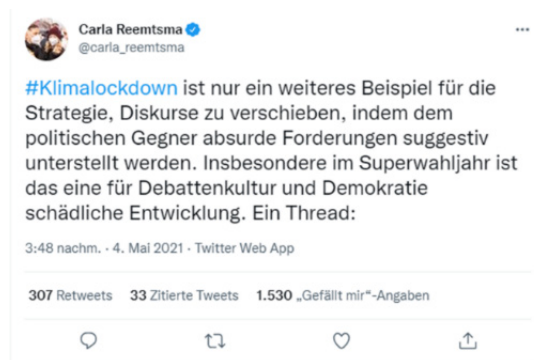 Carla Reemtsma
@carla_reemtsma
#Klimalockdown ist nur ein weiteres Beispiel für die
Strategie, Diskurse zu verschieben, indem dem
politischen Gegner absurde Forderungen suggestiv
unterstellt werden. Insbesondere im Superwahljahr ist
das eine für Debattenkultur und Demokratie
schädliche Entwicklung. Ein Thread:
3:48 nachm. · 4. Mai 2021 · Twitter Web App
307 Retweets 33 Zitierte Tweets 1.530 „Gefällt mir“-Angaben